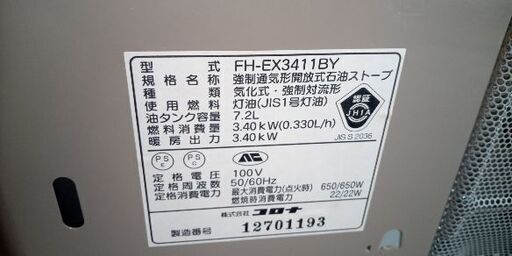 型式 FH-EX3411BY
規格名称 強制通気形開放式石油ストーブ
種類 気化式・強制対流形
使用燃料 灯油(JIS1号灯油)
油タンク容量 7.2L
燃料消費量 3.40kW(0.330L/h)
暖房出力 3.40kW
認証
JHIA
JIS S 2036
PSE
PSC
定格電圧 100V
定格周波数 50/60Hz
定格消費電力 最大消費電力(点火時) 650/650W
燃焼時消費電力 22/22W
株式会社 コロナ
製造番号 12701193